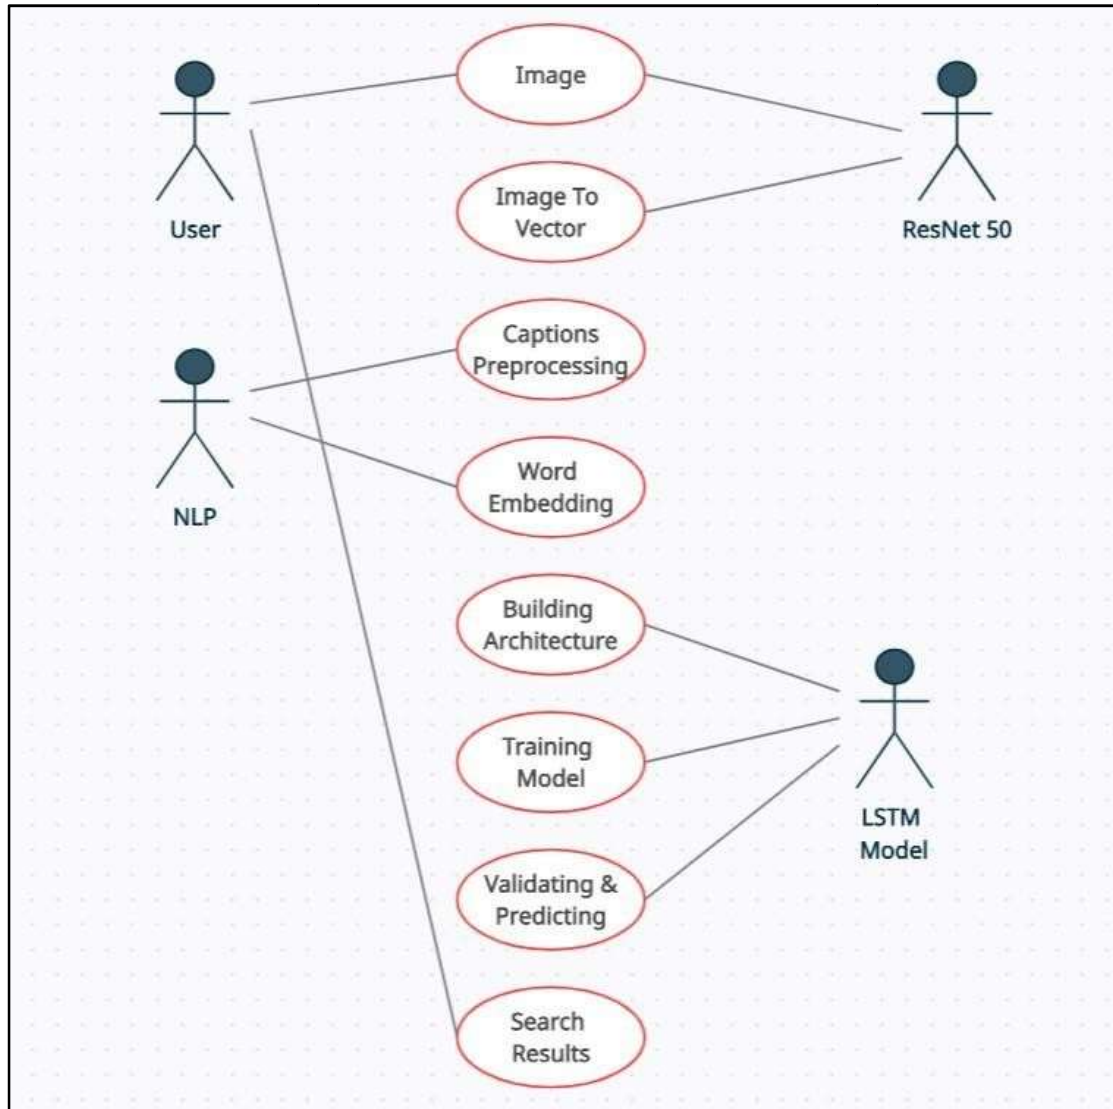 Image
User
Image To
Vector
ResNet 50
Captions
Preprocessing
NLP
Word
Embedding
Building
Architecture
Training
Model
LSTM
Model
Validating &
Predicting
Search
Results